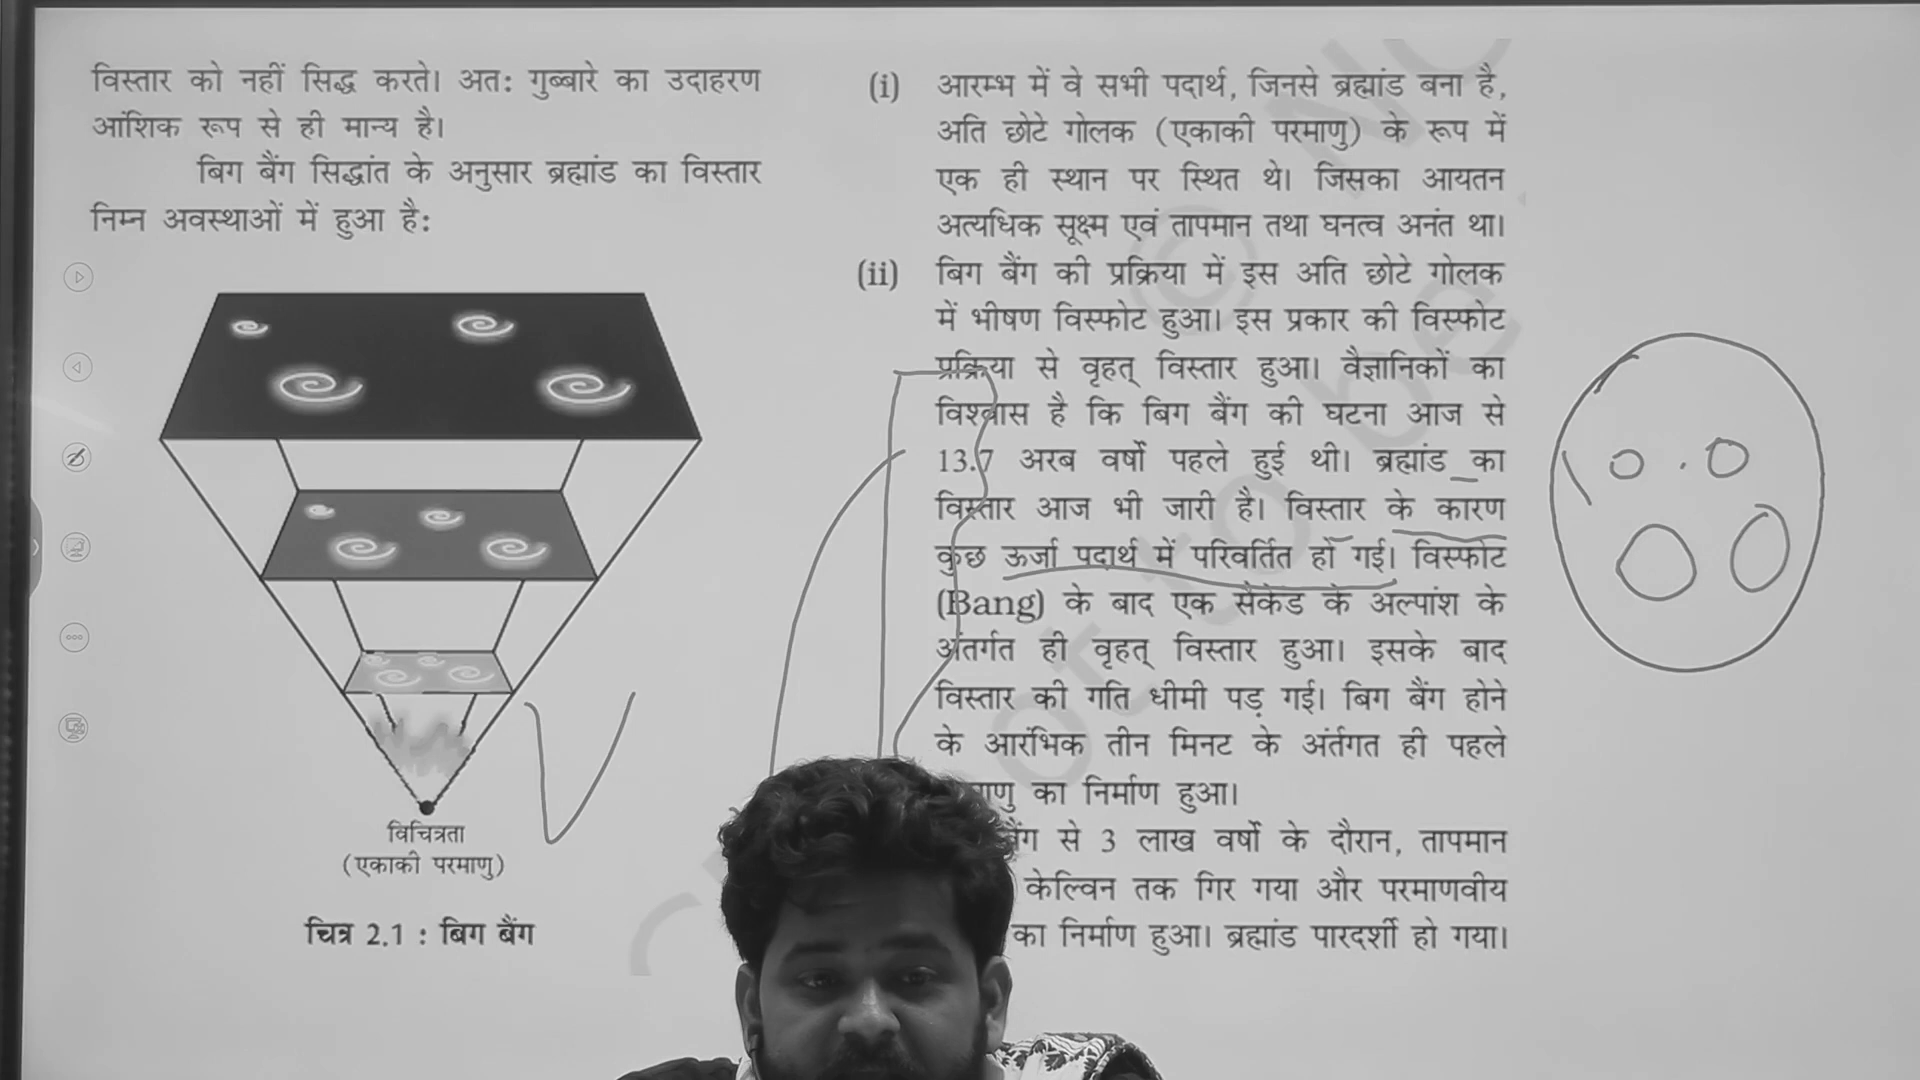 विस्तार को नहीं सिद्ध करते। अतः गुब्बारे का उदाहरण
आंशिक रूप से ही मान्य है।
बिग बैंग सिद्धांत के अनुसार ब्रह्मांड का विस्तार
निम्न अवस्थाओं में हुआ है:
विचित्रता
(एकाकी परमाणु)
चित्र 2.1 : बिग बैंग
(i) आरम्भ में वे सभी पदार्थ, जिनसे ब्रह्मांड बना है,
अति छोटे गोलक (एकाकी परमाणु) के रूप में
एक ही स्थान पर स्थित थे। जिसका आयतन
अत्यधिक सूक्ष्म एवं तापमान तथा घनत्व अनंत था।
(ii) बिग बैंग की प्रक्रिया में इस अति छोटे गोलक
में भीषण विस्फोट हुआ। इस प्रकार की विस्फोट
प्रक्रिया से वृहत् विस्तार हुआ। वैज्ञानिकों का
विश्वास है कि बिग बैंग की घटना आज से
13.7 अरब वर्षों पहले हुई थी। ब्रह्मांड का
विस्तार आज भी जारी है। विस्तार के कारण
कुछ ऊर्जा पदार्थ में परिवर्तित हो गई। विस्फोट
(Bang) के बाद एक सैकेंड के अल्पांश के
अंतर्गत ही वृहत् विस्तार हुआ। इसके बाद
विस्तार की गति धीमी पड़ गई। बिग बैंग होने
के आरंभिक तीन मिनट के अंर्तगत ही पहले
का निर्माण हुआ।
से 3 लाख वर्षों के दौरान, तापमान
केल्विन तक गिर गया और परमाणवीय
का निर्माण हुआ। ब्रह्मांड पारदर्शी हो गया।